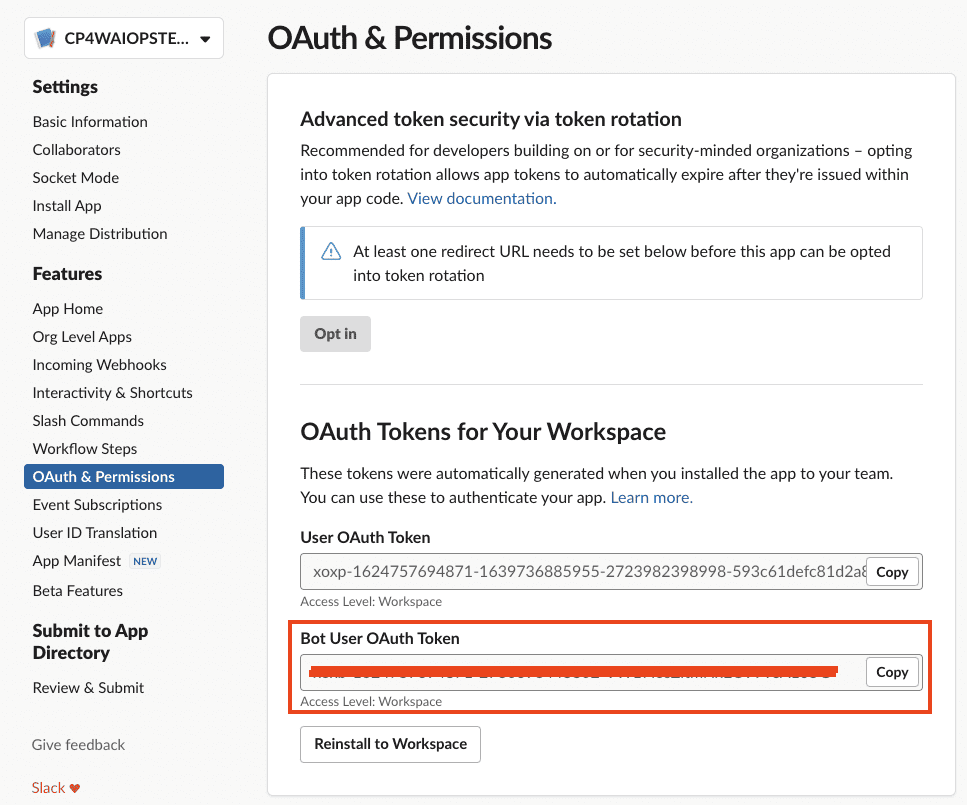 CP4WAIOPSTE...
Settings
Basic Information
Collaborators
Socket Mode
Install App
Manage Distribution
Features
App Home
Org Level Apps
Incoming Webhooks
Interactivity & Shortcuts
Slash Commands
Workflow Steps
OAuth & Permissions
Event Subscriptions
User ID Translation
App Manifest NEW
Beta Features
Submit to App
Directory
Review & Submit
Give feedback
Slack
OAuth & Permissions
Advanced token security via token rotation
Recommended for developers building on or for security-minded organizations – opting
into token rotation allows app tokens to automatically expire after they're issued within
your app code. View documentation.
At least one redirect URL needs to be set below before this app can be opted
into token rotation
Opt in
OAuth Tokens for Your Workspace
These tokens were automatically generated when you installed the app to your team.
You can use these to authenticate your app. Learn more.
User OAuth Token
xoxp-1624757694871-1639736885955-2723982398998-593c61defc81d2a8 Copy
Access Level: Workspace
Bot User OAuth Token
Copy
Access Level: Workspace
Reinstall to Workspace